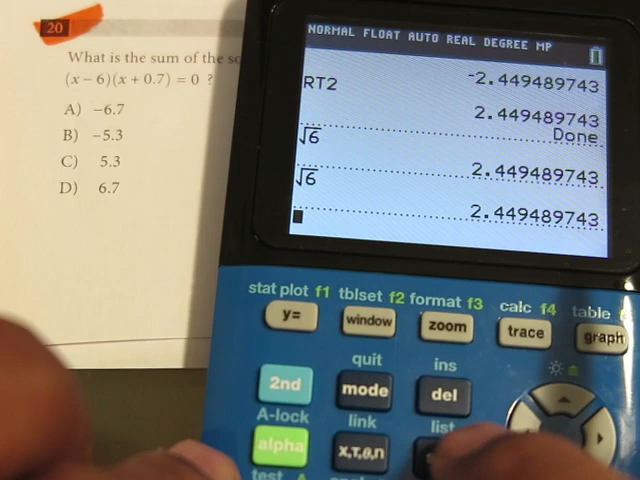 20
What is the sum of the
(x – 6)(x + 0.7) = 0 ?
A) –6.7
B) –5.3
C) 5.3
D) 6.7
NORMAL FLOAT AUTO REAL DEGREE MP
-2.449489743
RT2
2.449489743
Done
√6
2.449489743
√6
2.449489743
stat plot f1 tblset f2 format f3 calc f4 table
y= window zoom trace graph
quit ins
2nd mode del
A-lock link list
alpha X,T,θ,n
test A